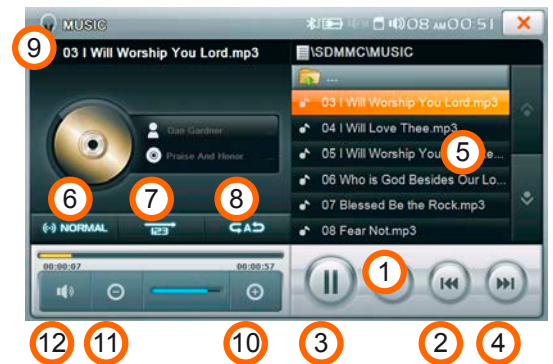 MUSIC
08 AM 00:51
9
03 I Will Worship You Lord.mp3
\SDMMC\MUSIC
...
Dan Gardner
Praise And Honor
03 I Will Worship You Lord.mp3
04 I Will Love Thee.mp3
05 I Will Worship You
5
06 Who is God Besides Our Lo...
07 Blessed Be the Rock.mp3
08 Fear Not.mp3
6
7
8
NORMAL
123
A
00:00:07
00:00:57
1
12
11
10
3
2
4